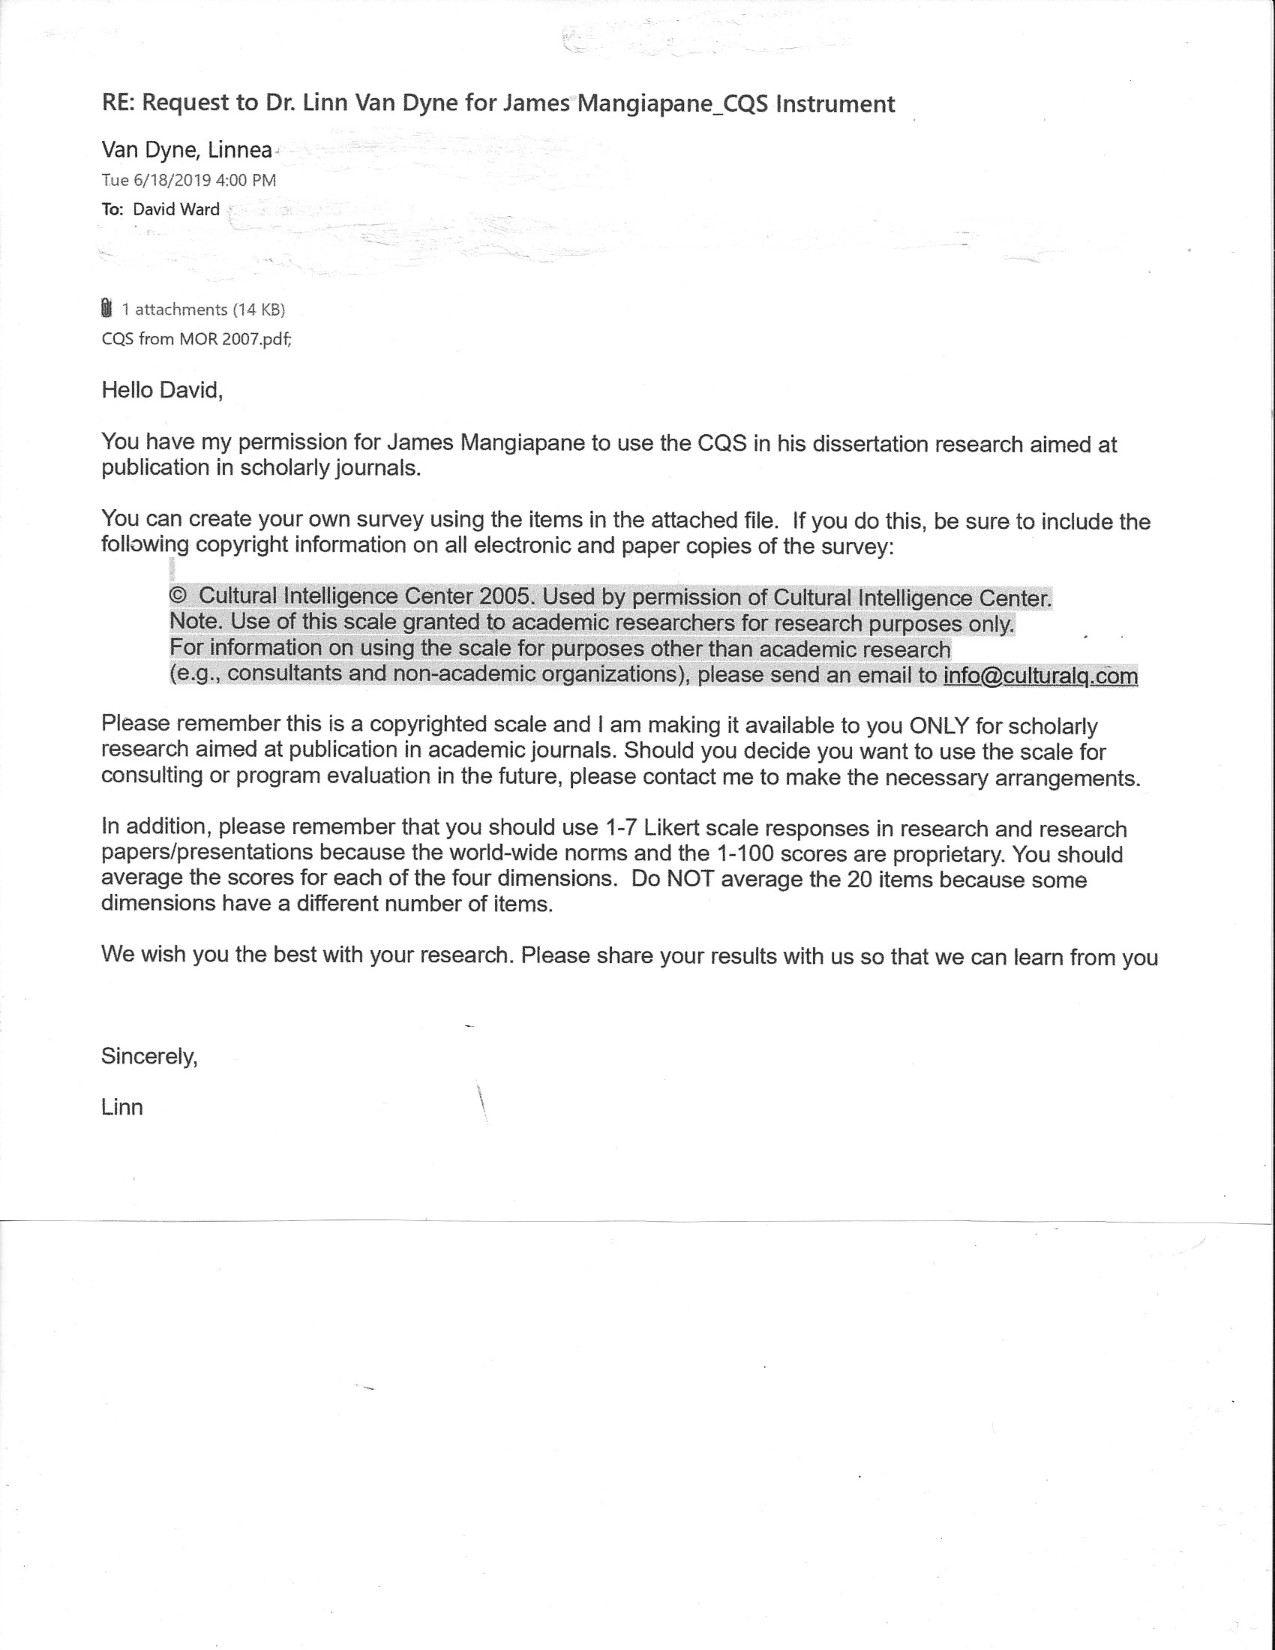 RE: Request to Dr. Linn Van Dyne for James Mangiapane_CQS Instrument
Van Dyne, Linnea
Tue 6/18/2019 4:00 PM
To: David Ward
1 attachments (14 KB)
CQS from MOR 2007.pdf;
Hello David,
You have my permission for James Mangiapane to use the CQS in his dissertation research aimed at
publication in scholarly journals.
You can create your own survey using the items in the attached file. If you do this, be sure to include the
following copyright information on all electronic and paper copies of the survey:
© Cultural Intelligence Center 2005. Used by permission of Cultural Intelligence Center.
Note. Use of this scale granted to academic researchers for research purposes only.
For information on using the scale for purposes other than academic research
(e.g., consultants and non-academic organizations), please send an email to info@culturalq.com
Please remember this is a copyrighted scale and I am making it available to you ONLY for scholarly
research aimed at publication in academic journals. Should you decide you want to use the scale for
consulting or program evaluation in the future, please contact me to make the necessary arrangements.
In addition, please remember that you should use 1-7 Likert scale responses in research and research
papers/presentations because the world-wide norms and the 1-100 scores are proprietary. You should
average the scores for each of the four dimensions. Do NOT average the 20 items because some
dimensions have a different number of items.
We wish you the best with your research. Please share your results with us so that we can learn from you
Sincerely,
Linn